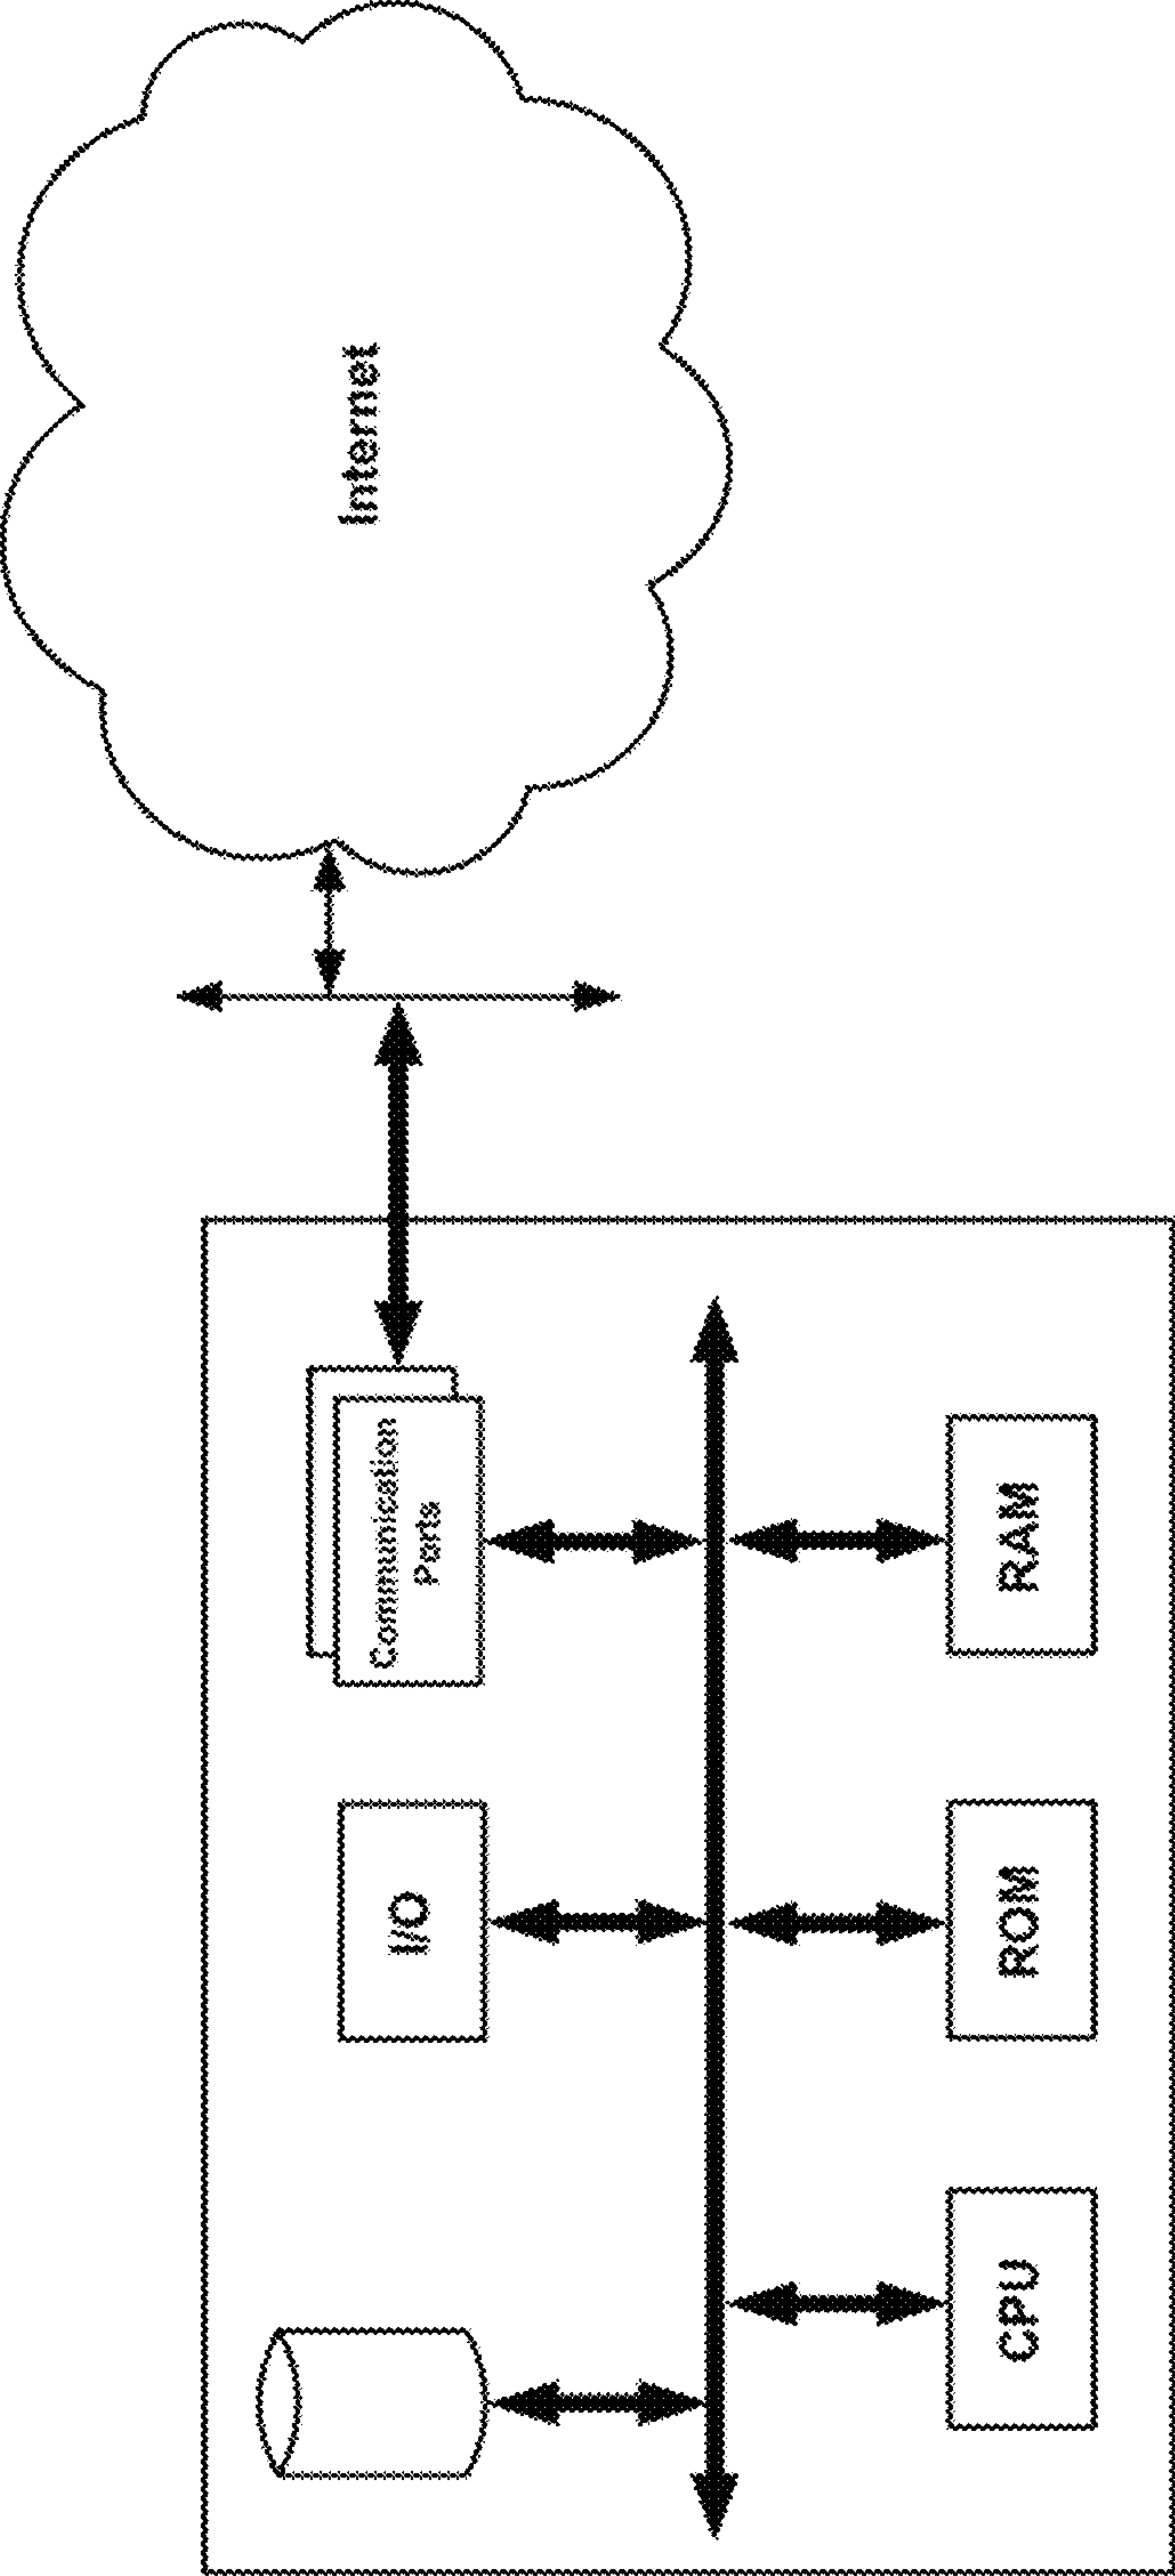 Internet
Communication
Ports
I/O
RAM
ROM
CPU